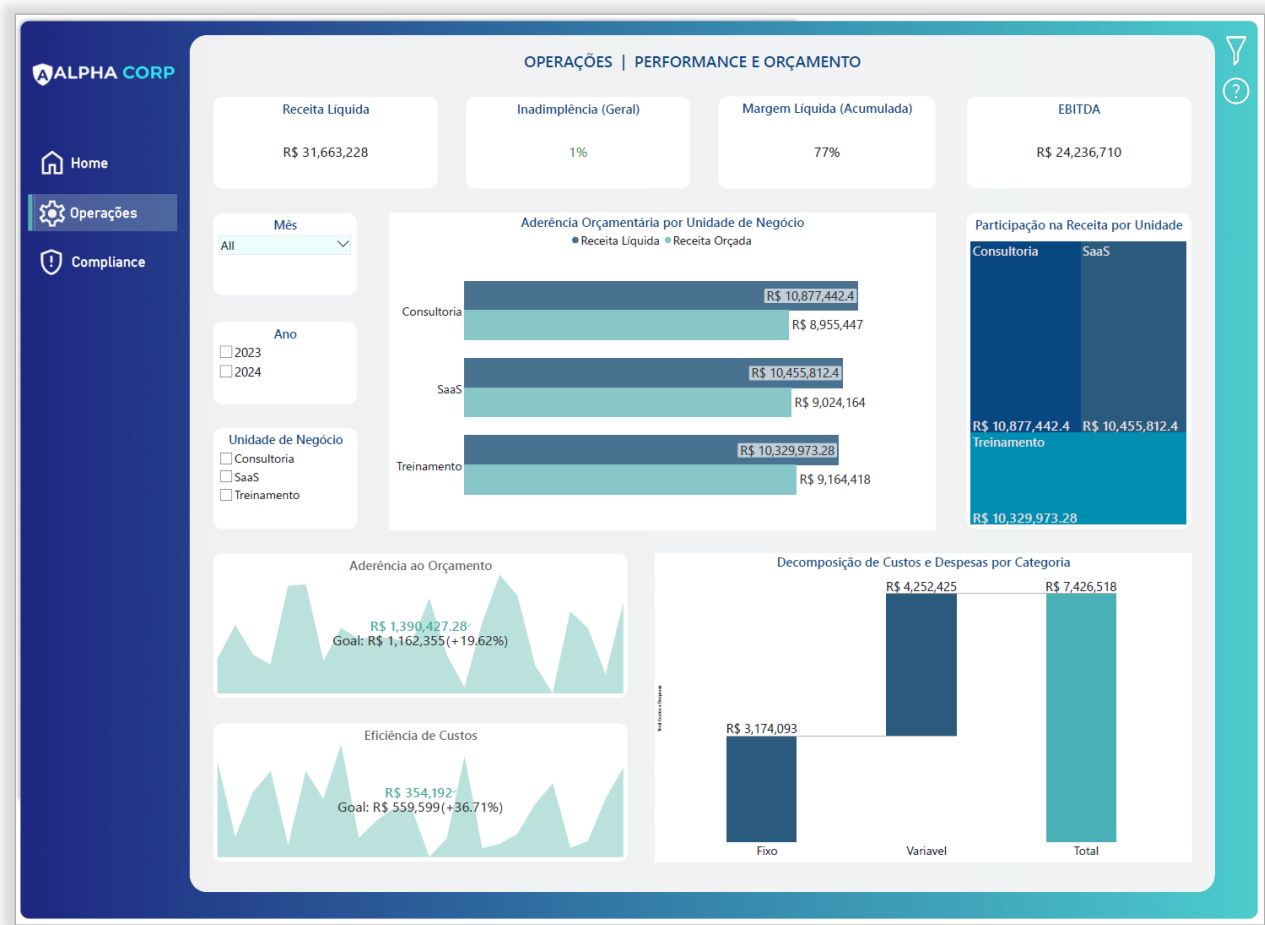 ALPHA CORP
Home
Operações
Compliance
OPERAÇÕES | PERFORMANCE E ORÇAMENTO
Receita Líquida
R$ 31,663,228
Inadimplência (Geral)
1%
Margem Líquida (Acumulada)
77%
EBITDA
R$ 24,236,710
Mês
All
Ano
2023
2024
Unidade de Negócio
Consultoria
SaaS
Treinamento
Aderência Orçamentária por Unidade de Negócio
Receita Líquida Receita Orçada
Consultoria
R$ 10,877,442.4
R$ 8,955,447
SaaS
R$ 10,455,812.4
R$ 9,024,164
Treinamento
R$ 10,329,973.28
R$ 9,164,418
Participação na Receita por Unidade
Consultoria
R$ 10,877,442.4
SaaS
R$ 10,455,812.4
Treinamento
R$ 10,329,973.28
Aderência ao Orçamento
R$ 1,390,427.28
Goal: R$ 1,162,355(+19.62%)
Eficiência de Custos
R$ 354,192
Goal: R$ 559,599(+36.71%)
Decomposição de Custos e Despesas por Categoria
Total Custos e Despesas
R$ 3,174,093
R$ 4,252,425
R$ 7,426,518
Fixo
Variavel
Total